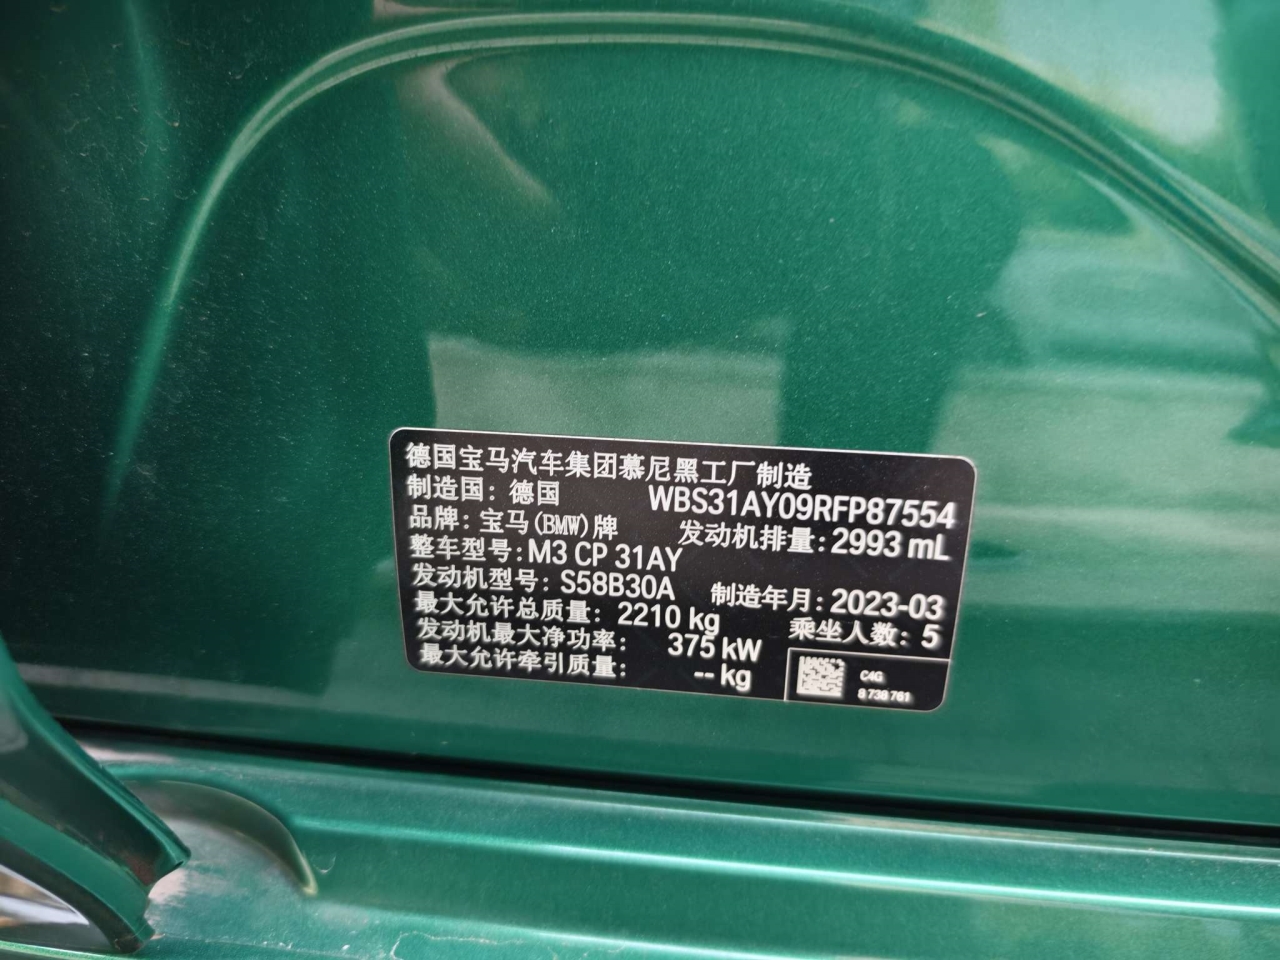 德国宝马汽车集团慕尼黑工厂制造
制造国：德国 WBS31AY09RFP87554
品牌：宝马(BMW)牌 发动机排量：2993 mL
整车型号：M3 CP 31AY
发动机型号：S58B30A 制造年月：2023-03
最大允许总质量：2210 kg 乘坐人数：5
发动机最大净功率： 375 kW
最大允许牵引质量： -- kg
C4G
8 738 761